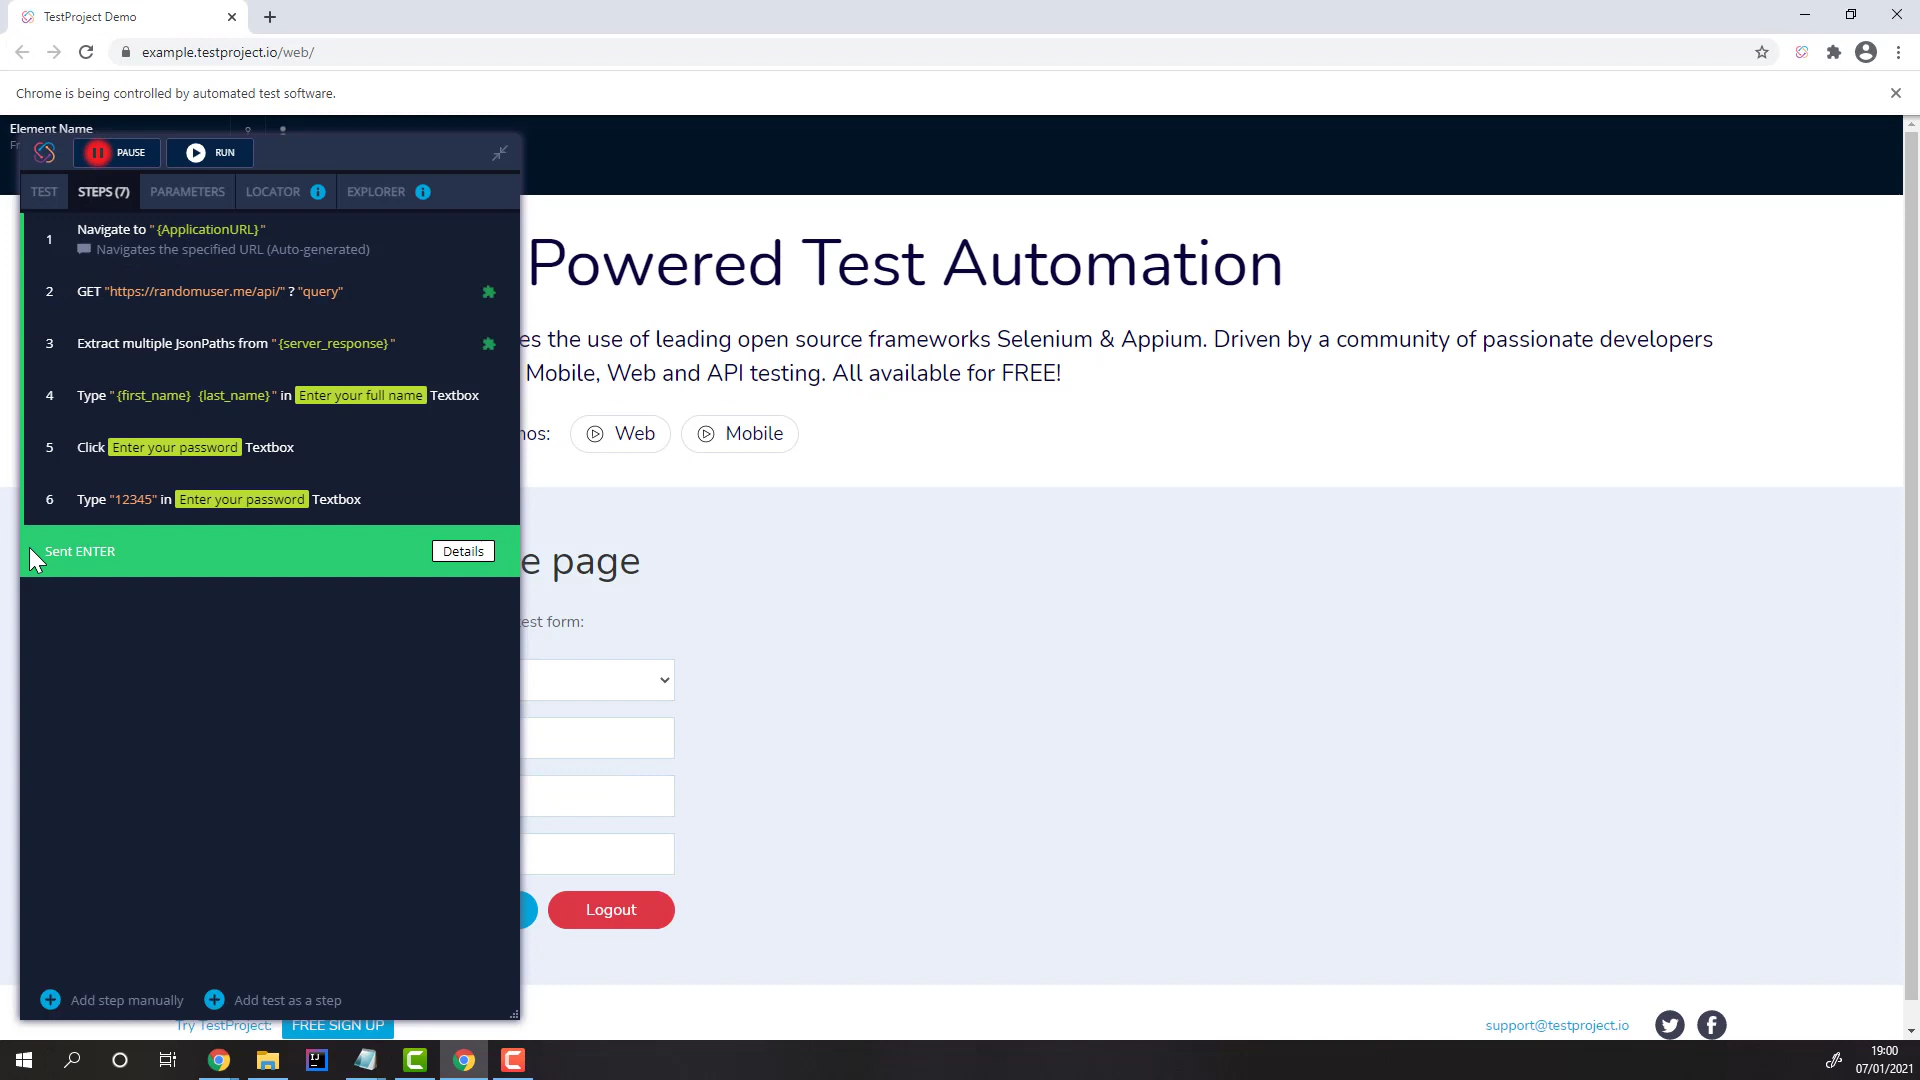 TestProject Demo
example.testproject.io/web/
Chrome is being controlled by automated test software.
Element Name
Fr
PAUSE
RUN
TEST
STEPS (7)
PARAMETERS
LOCATOR
EXPLORER
1 Navigate to "{ApplicationURL}"
Navigates the specified URL (Auto-generated)
2 GET "https://randomuser.me/api/" ? "query"
3 Extract multiple JsonPaths from "{server_response}"
4 Type "{first_name} {last_name}" in Enter your full name Textbox
5 Click Enter your password Textbox
6 Type "12345" in Enter your password Textbox
Sent ENTER
Details
Add step manually
Add test as a step
Powered Test Automation
es the use of leading open source frameworks Selenium & Appium. Driven by a community of passionate developers
Mobile, Web and API testing. All available for FREE!
nos:
Web
Mobile
e page
test form:
Logout
Try TestProject:
FREE SIGN UP
support@testproject.io
19:00
07/01/2021